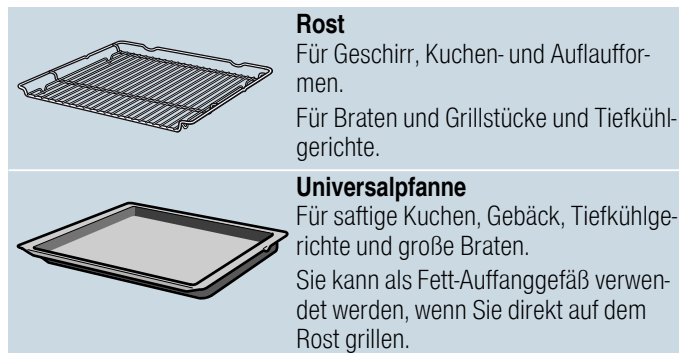 Rost
Für Geschirr, Kuchen- und Auflauffor-
men.
Für Braten und Grillstücke und Tiefkühl-
gerichte.
Universalpfanne
Für saftige Kuchen, Gebäck, Tiefkühlge-
richte und große Braten.
Sie kann als Fett-Auffanggefäß verwen-
det werden, wenn Sie direkt auf dem
Rost grillen.